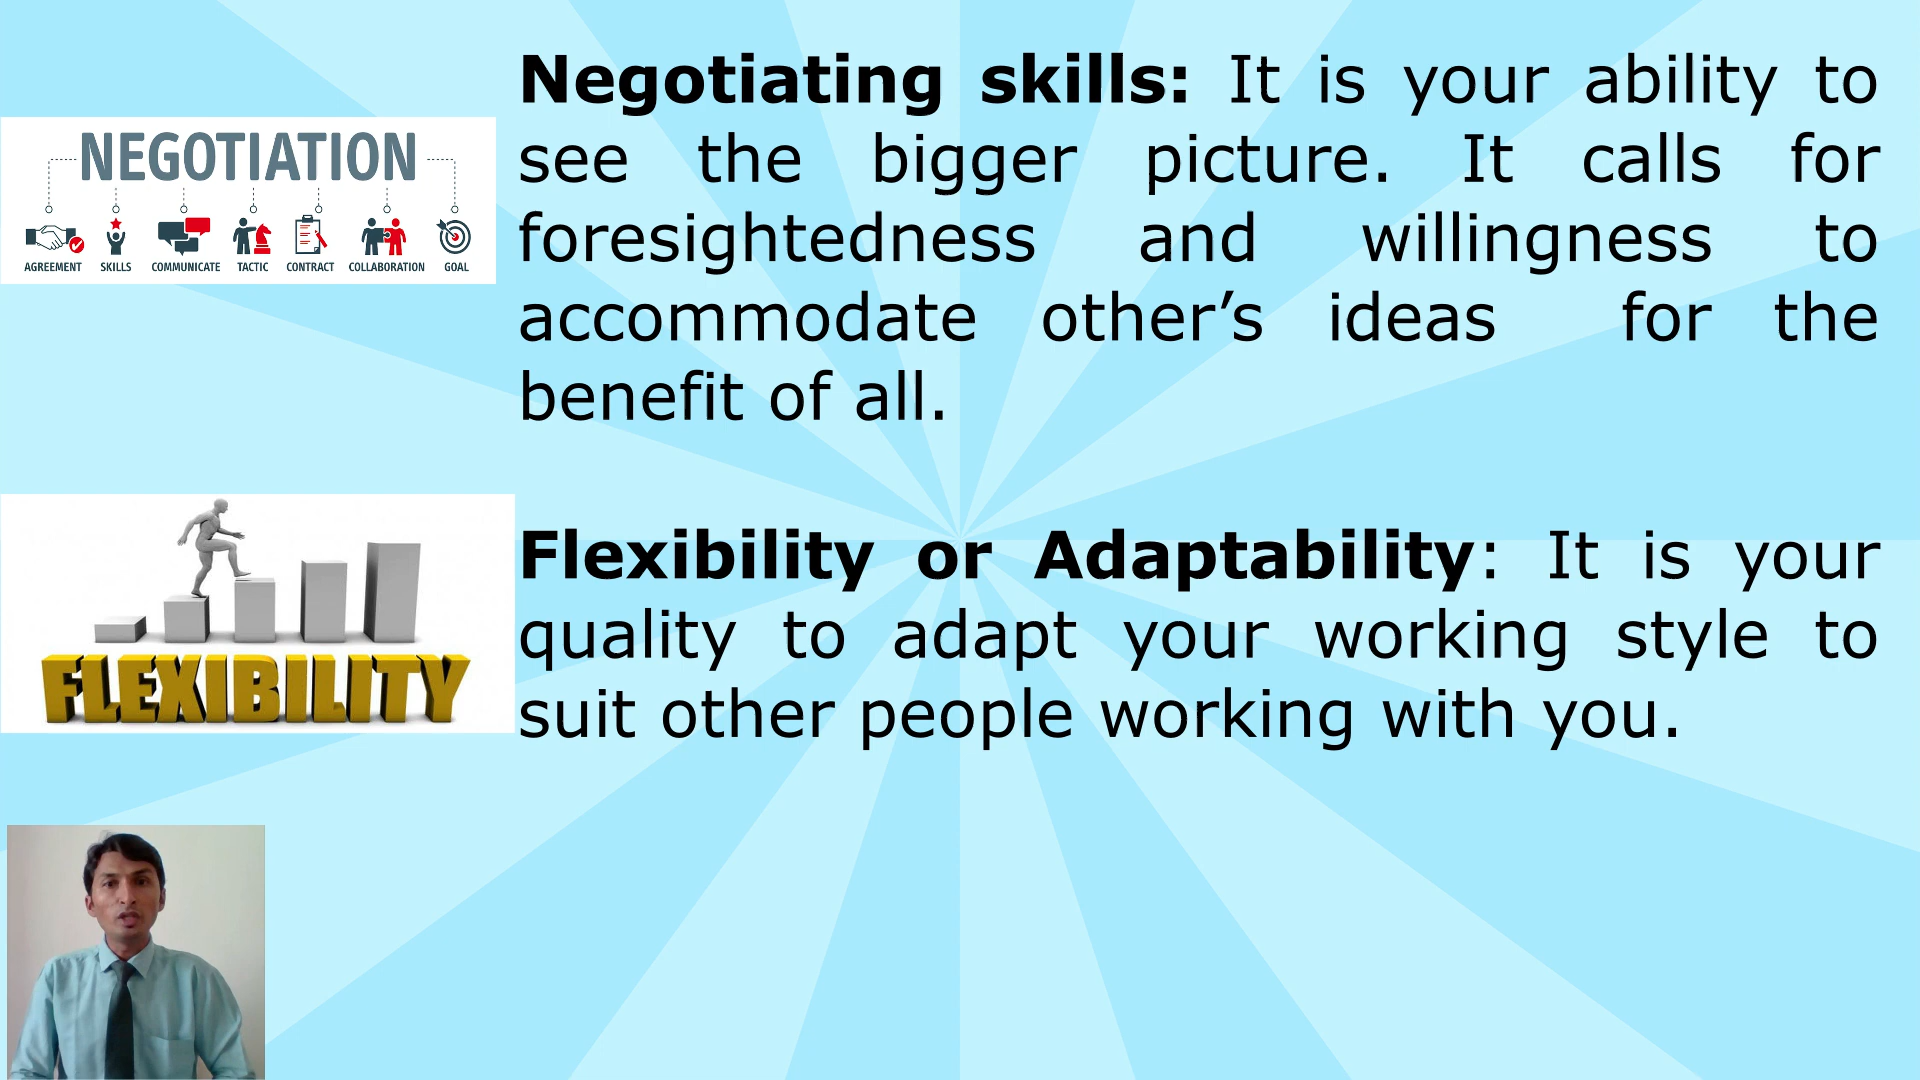 Negotiating skills: It is your ability to
see the bigger picture. It calls for
foresightedness and willingness to
accommodate other’s ideas for the
benefit of all.
NEGOTIATION
AGREEMENT SKILLS COMMUNICATE TACTIC CONTRACT COLLABORATION GOAL
Flexibility or Adaptability: It is your
quality to adapt your working style to
suit other people working with you.
FLEXIBILITY